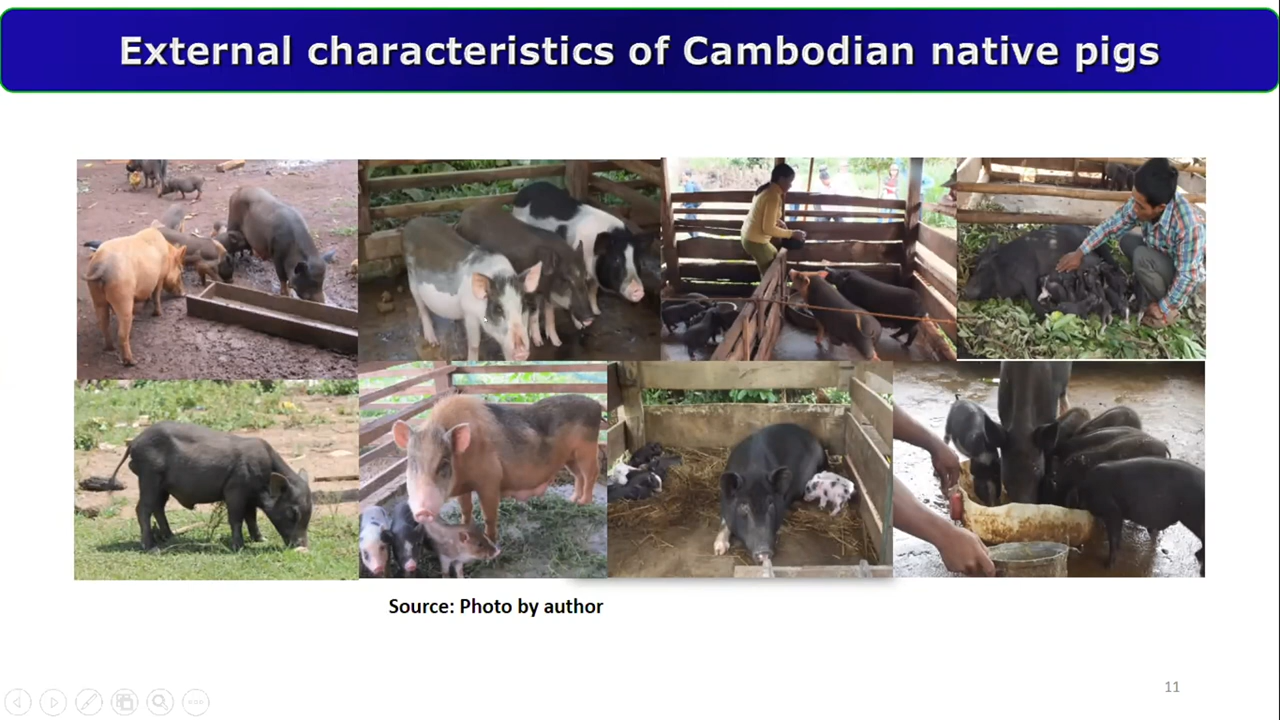 External characteristics of Cambodian native pigs
Source: Photo by author
11